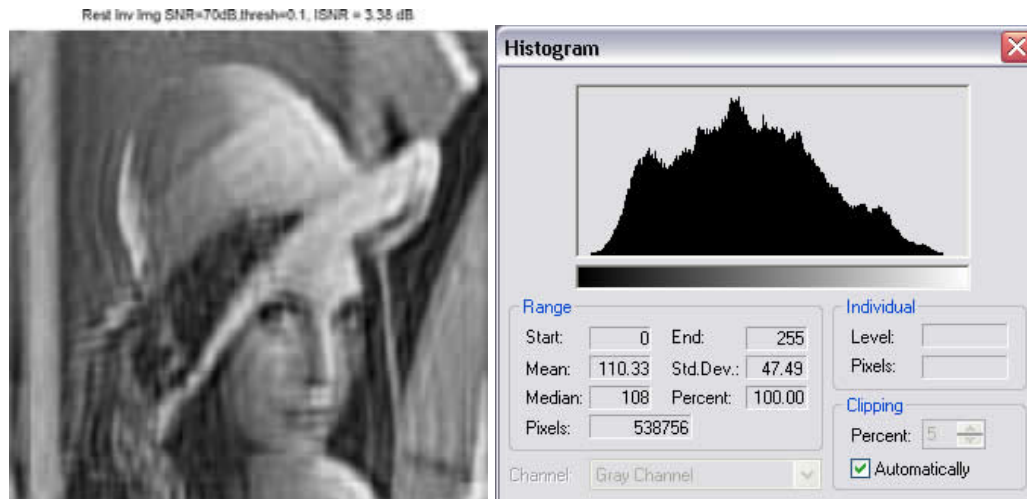 Rest Inv Img SNR=70dB,thresh=0.1, ISNR = 3.38 dB
Histogram
Range
Start: 0 End: 255
Mean: 110.33 Std.Dev.: 47.49
Median: 108 Percent: 100.00
Pixels: 538756
Individual
Level:
Pixels:
Clipping
Percent: 5
Automatically
Channel: Gray Channel